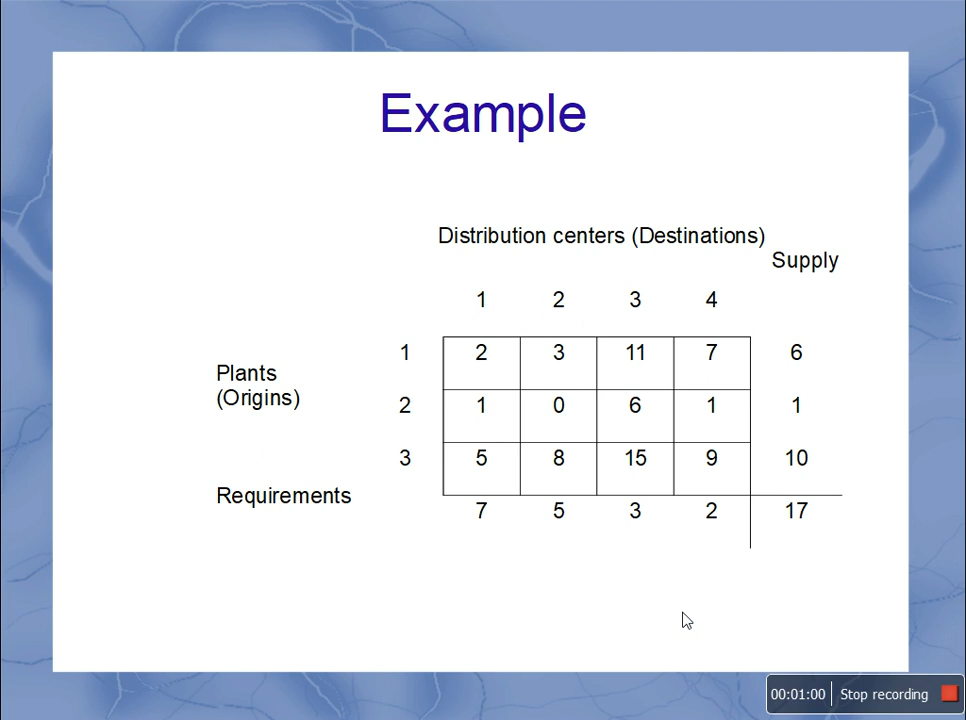 Example
Distribution centers (Destinations)
Supply
1 2 3 4
1 2 3 11 7 6
Plants
(Origins)
2 1 0 6 1 1
3 5 8 15 9 10
Requirements
7 5 3 2 17
00:01:00 Stop recording